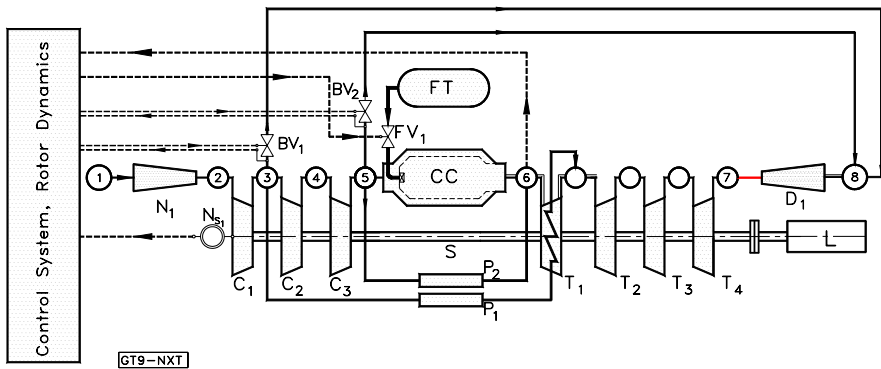 Control System, Rotor Dynamics
BV2
FT
FV1
BV1
1
N1
2
3
4
5
CC
6
7
D1
8
NS1
S
L
C1
C2
C3
P2
P1
T1
T2
T3
T4
GT9-NXT